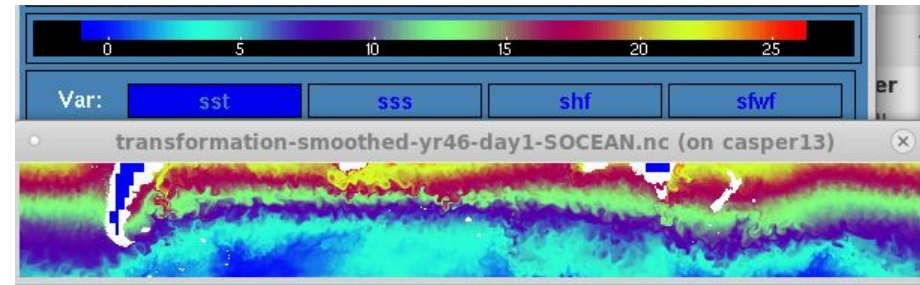 0 5 10 15 20 25
er
Var: sst sss shf sfwf
transformation-smoothed-yr46-day1-SOCEAN.nc (on casper13)